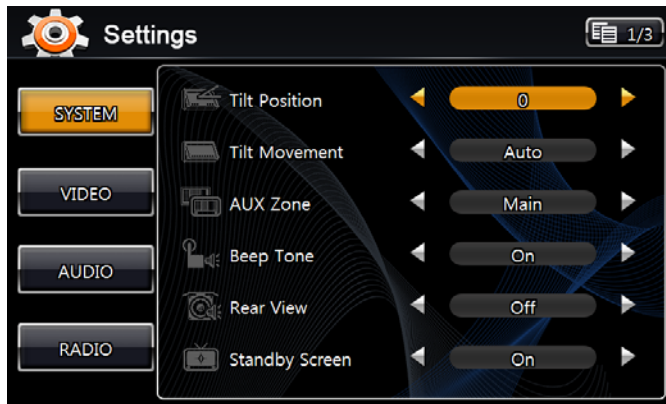 Settings
1/3
SYSTEM
VIDEO
AUDIO
RADIO
Tilt Position 0
Tilt Movement Auto
AUX Zone Main
Beep Tone On
Rear View Off
Standby Screen On